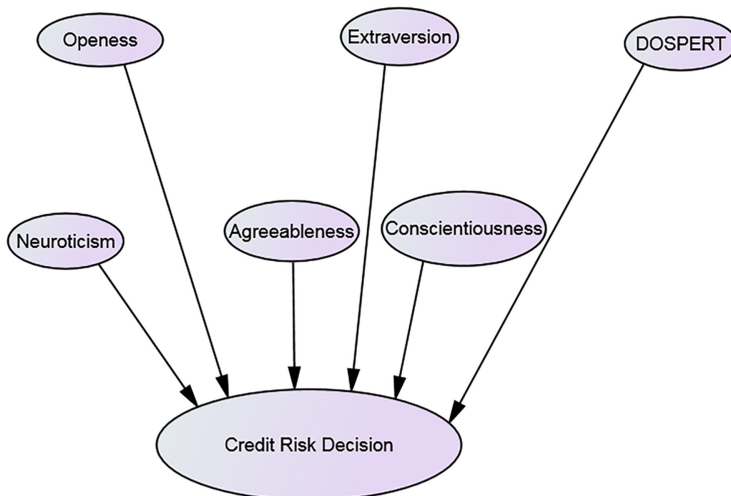 Openess
Extraversion
DOSPERT
Neuroticism
Agreeableness
Conscientiousness
Credit Risk Decision